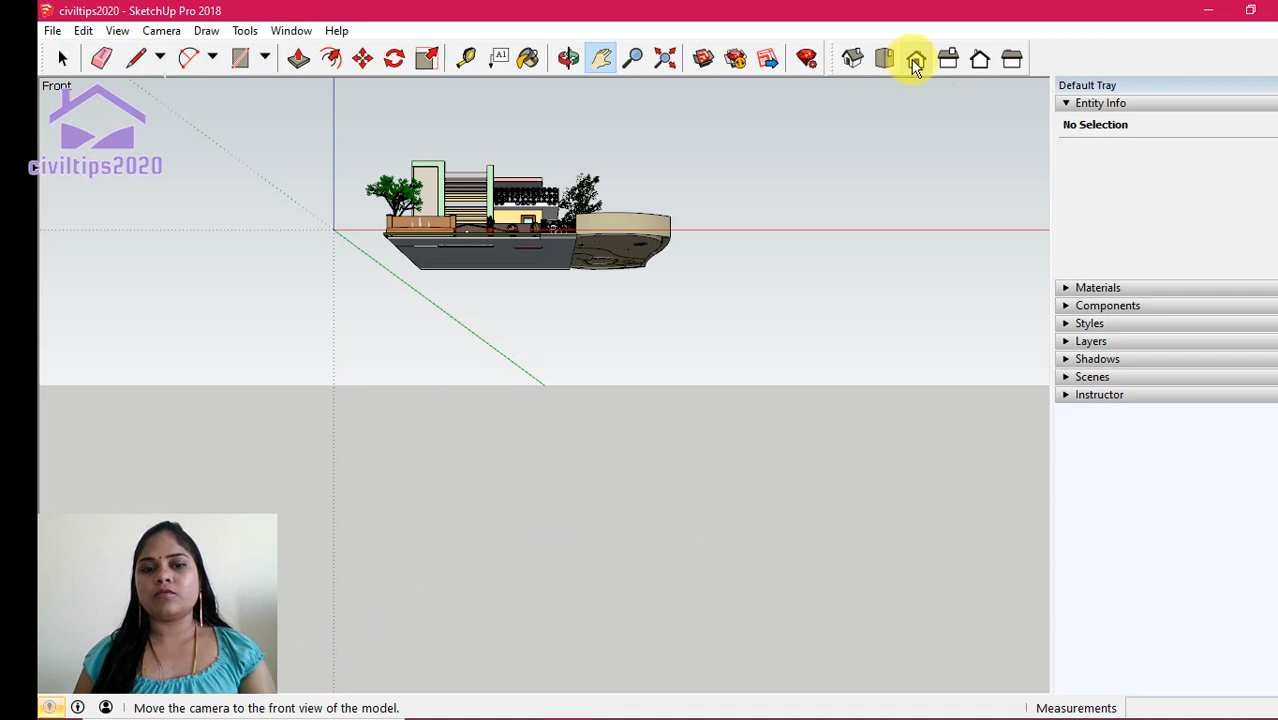 civiltips2020 - SketchUp Pro 2018
File Edit View Camera Draw Tools Window Help
A1
Front
civiltips2020
Default Tray
Entity Info
No Selection
Materials
Components
Styles
Layers
Shadows
Scenes
Instructor
Move the camera to the front view of the model.
Measurements